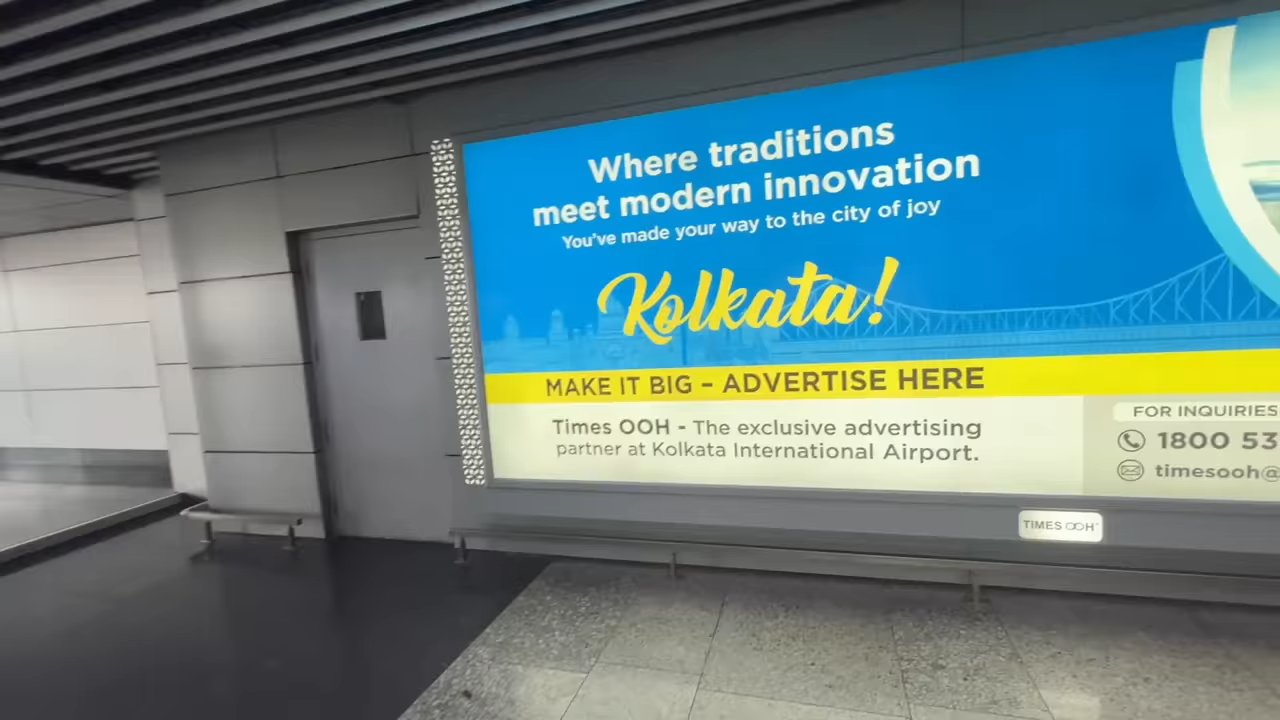 Where traditions
meet modern innovation
You've made your way to the city of joy
Kolkata!
MAKE IT BIG – ADVERTISE HERE
Times OOH - The exclusive advertising
partner at Kolkata International Airport.
FOR INQUIRIES
1800 53
timesooh@
TIMES OOH